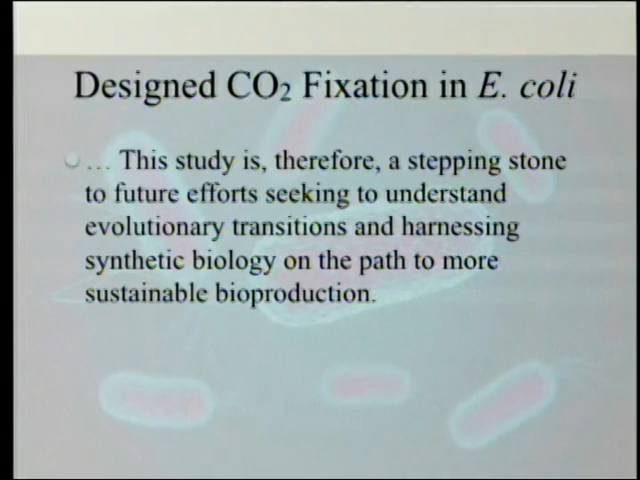 Designed CO₂ Fixation in E. coli
… This study is, therefore, a stepping stone
to future efforts seeking to understand
evolutionary transitions and harnessing
synthetic biology on the path to more
sustainable bioproduction.